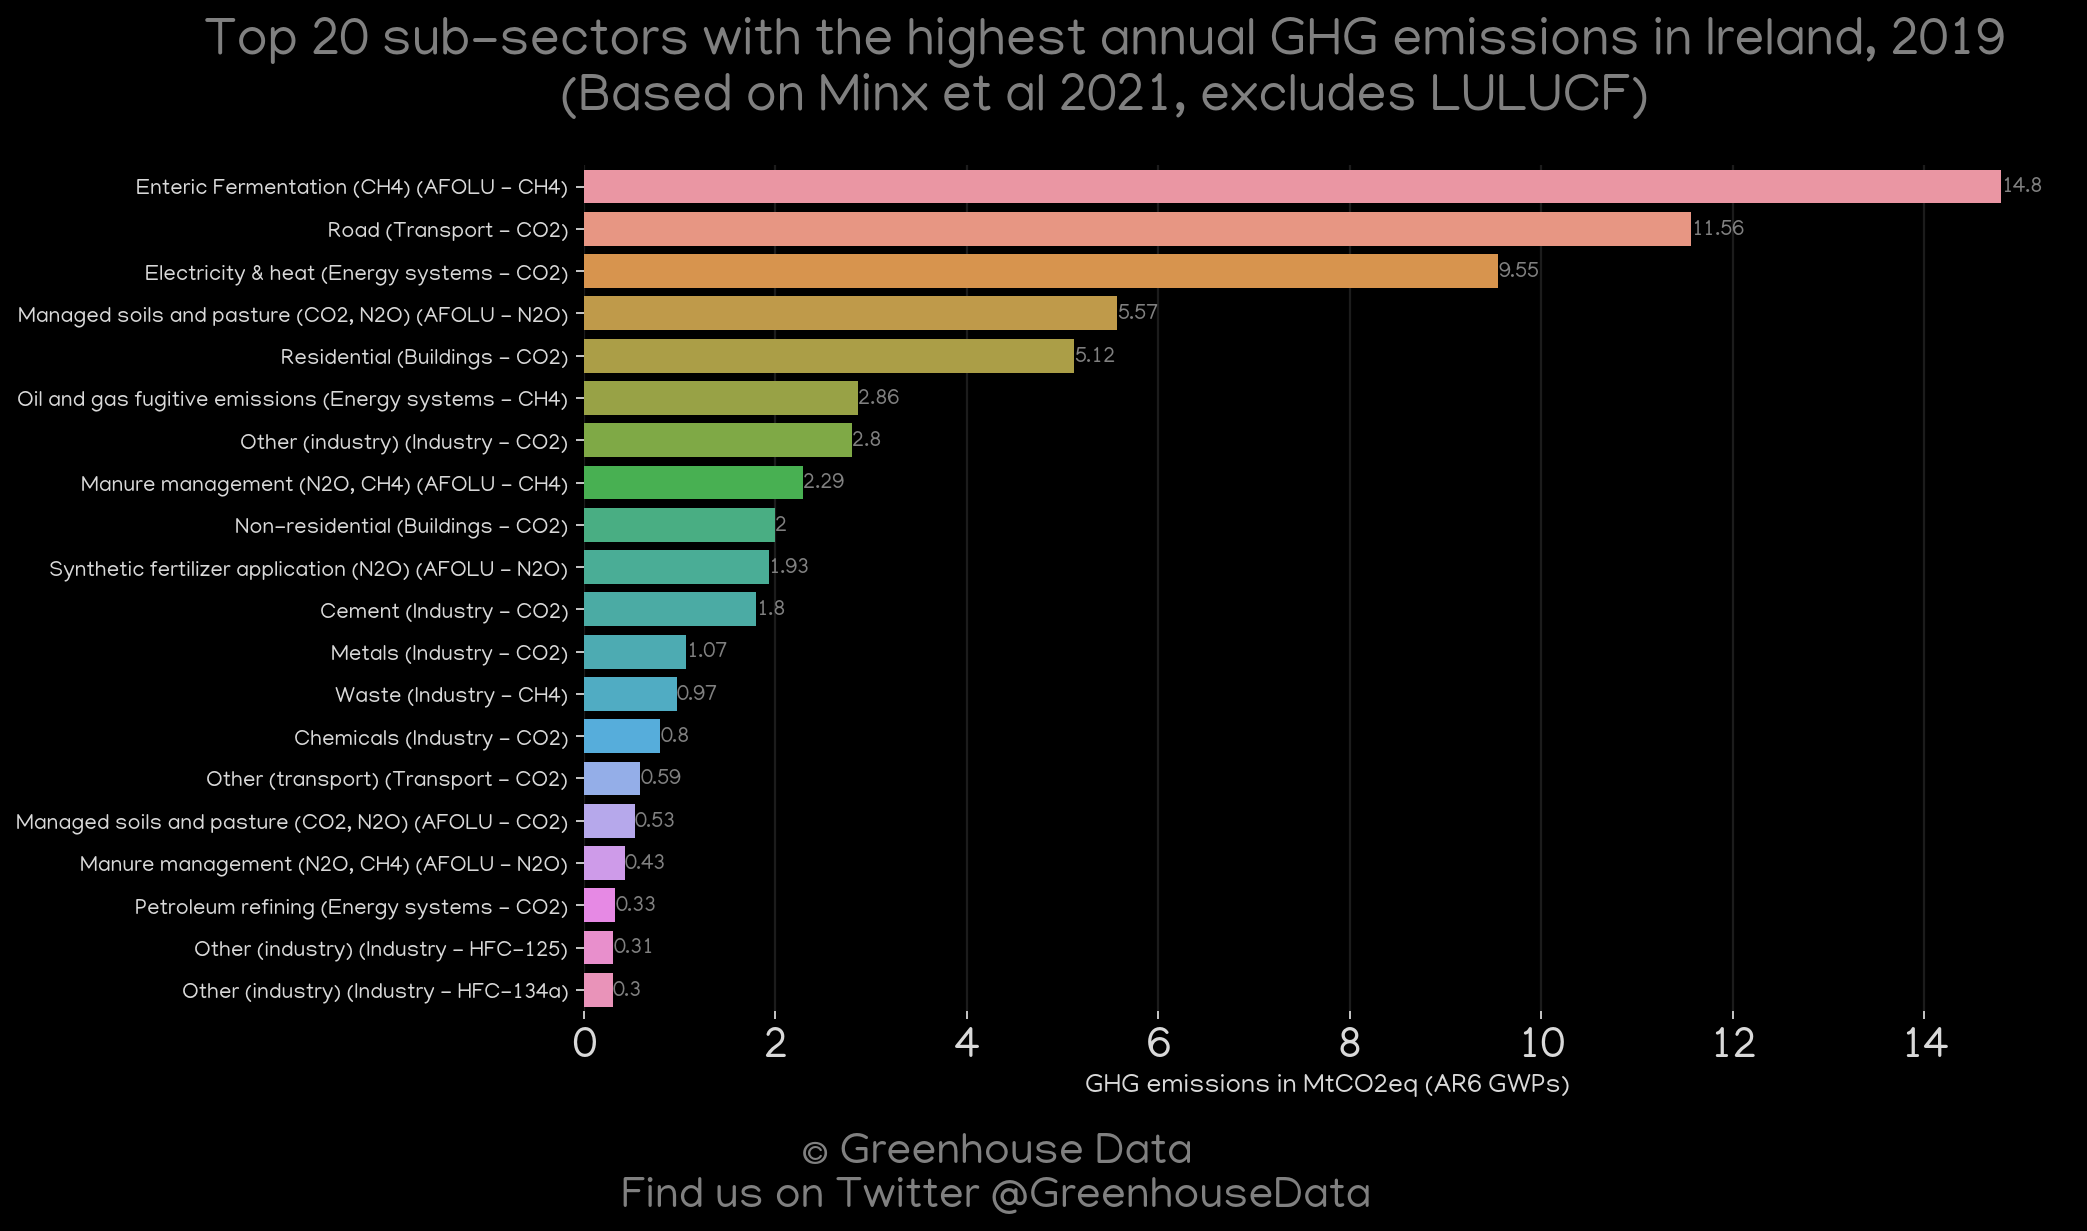 Top 20 sub-sectors with the highest annual GHG emissions in Ireland, 2019
(Based on Minx et al 2021, excludes LULUCF)
Enteric Fermentation (CH4) (AFOLU - CH4) 14.8
Road (Transport - CO2) 11.56
Electricity & heat (Energy systems - CO2) 9.55
Managed soils and pasture (CO2, N2O) (AFOLU - N2O) 5.57
Residential (Buildings - CO2) 5.12
Oil and gas fugitive emissions (Energy systems - CH4) 2.86
Other (industry) (Industry - CO2) 2.8
Manure management (N2O, CH4) (AFOLU - CH4) 2.29
Non-residential (Buildings - CO2) 2
Synthetic fertilizer application (N2O) (AFOLU - N2O) 1.93
Cement (Industry - CO2) 1.8
Metals (Industry - CO2) 1.07
Waste (Industry - CH4) 0.97
Chemicals (Industry - CO2) 0.8
Other (transport) (Transport - CO2) 0.59
Managed soils and pasture (CO2, N2O) (AFOLU - CO2) 0.53
Manure management (N2O, CH4) (AFOLU - N2O) 0.43
Petroleum refining (Energy systems - CO2) 0.33
Other (industry) (Industry - HFC-125) 0.31
Other (industry) (Industry - HFC-134a) 0.3
0 2 4 6 8 10 12 14
GHG emissions in MtCO2eq (AR6 GWPs)
© Greenhouse Data
Find us on Twitter @GreenhouseData